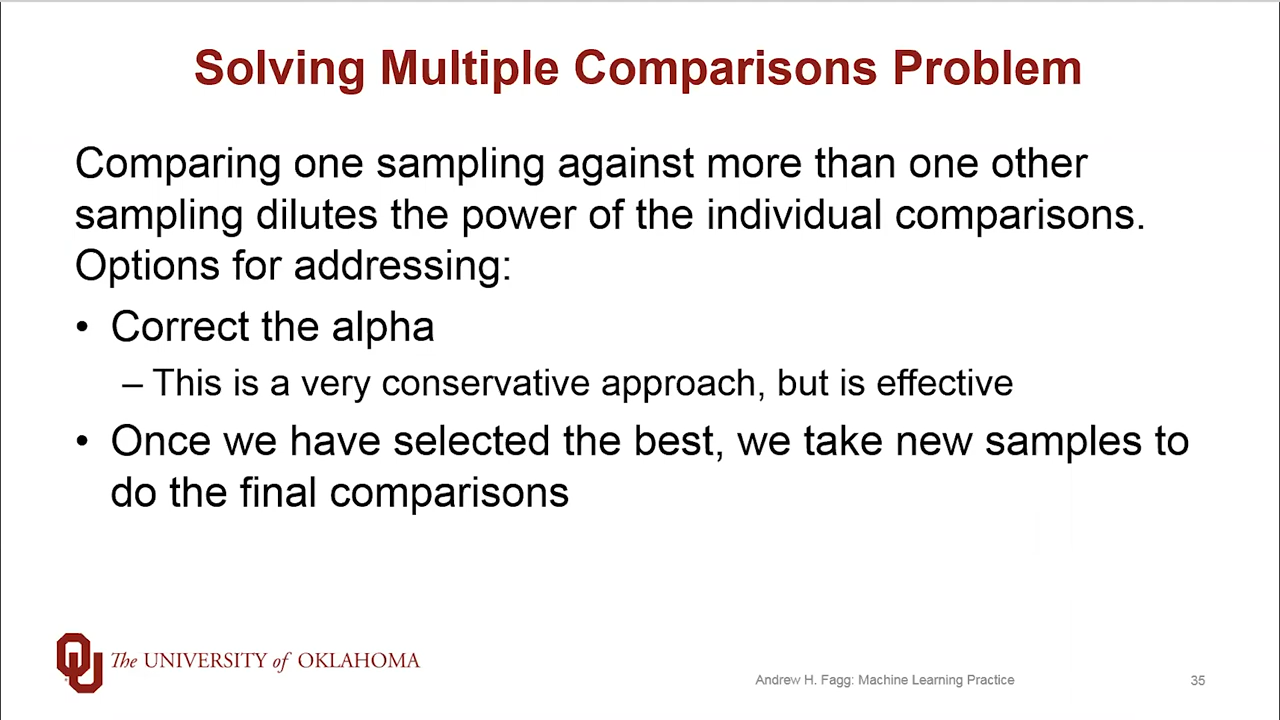 Solving Multiple Comparisons Problem
Comparing one sampling against more than one other
sampling dilutes the power of the individual comparisons.
Options for addressing:
• Correct the alpha
– This is a very conservative approach, but is effective
• Once we have selected the best, we take new samples to
do the final comparisons
The UNIVERSITY of OKLAHOMA
Andrew H. Fagg: Machine Learning Practice
35